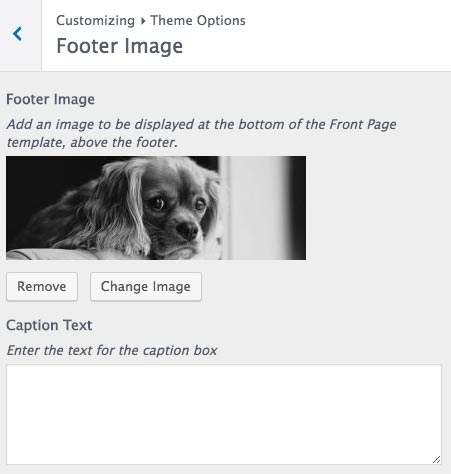 Customizing ▸ Theme Options
Footer Image
Footer Image
Add an image to be displayed at the bottom of the Front Page
template, above the footer.
Remove
Change Image
Caption Text
Enter the text for the caption box